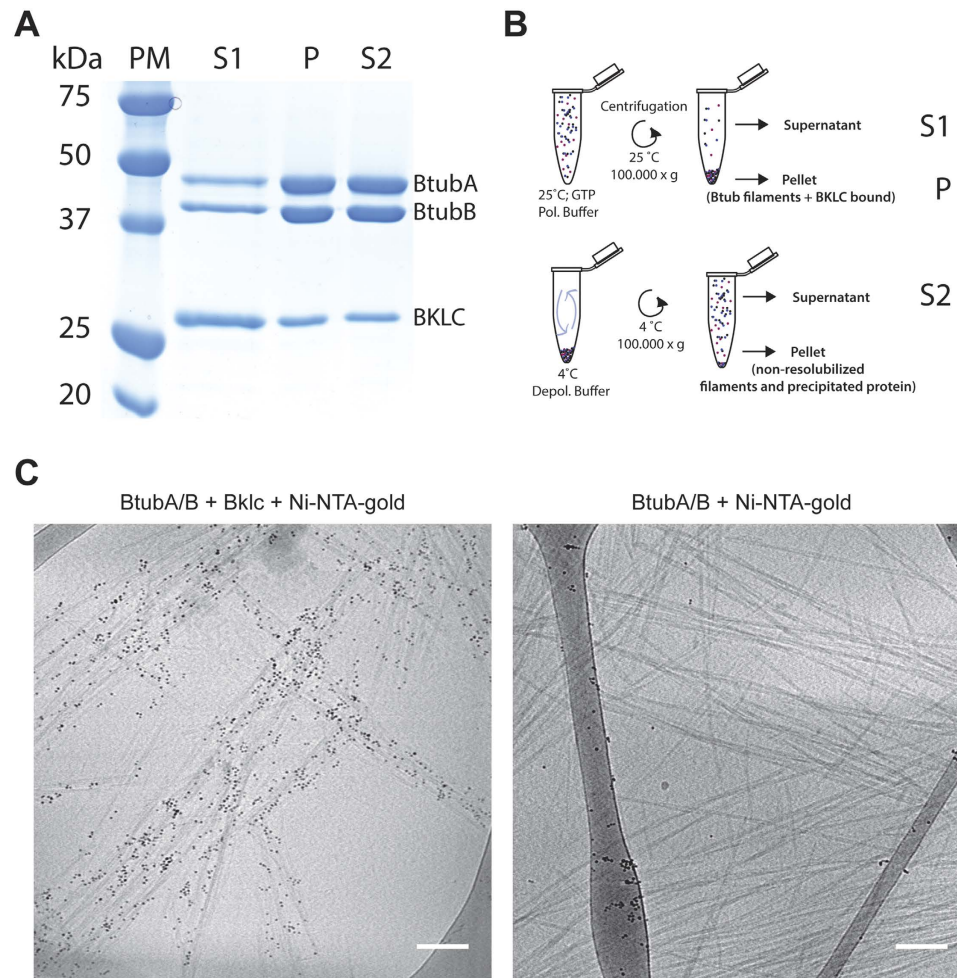 A
kDa PM S1 P S2
75
50
37
25
20
BtubA
BtubB
BKLC
B
Centrifugation
25 ˚C
100.000 x g
25˚C; GTP
Pol. Buffer
Supernatant
S1
Pellet
(Btub filaments + BKLC bound)
P
4 ˚C
100.000 x g
4˚C
Depol. Buffer
Supernatant
S2
Pellet
(non-resolubilized
filaments and precipitated protein)
C
BtubA/B + Bklc + Ni-NTA-gold
BtubA/B + Ni-NTA-gold